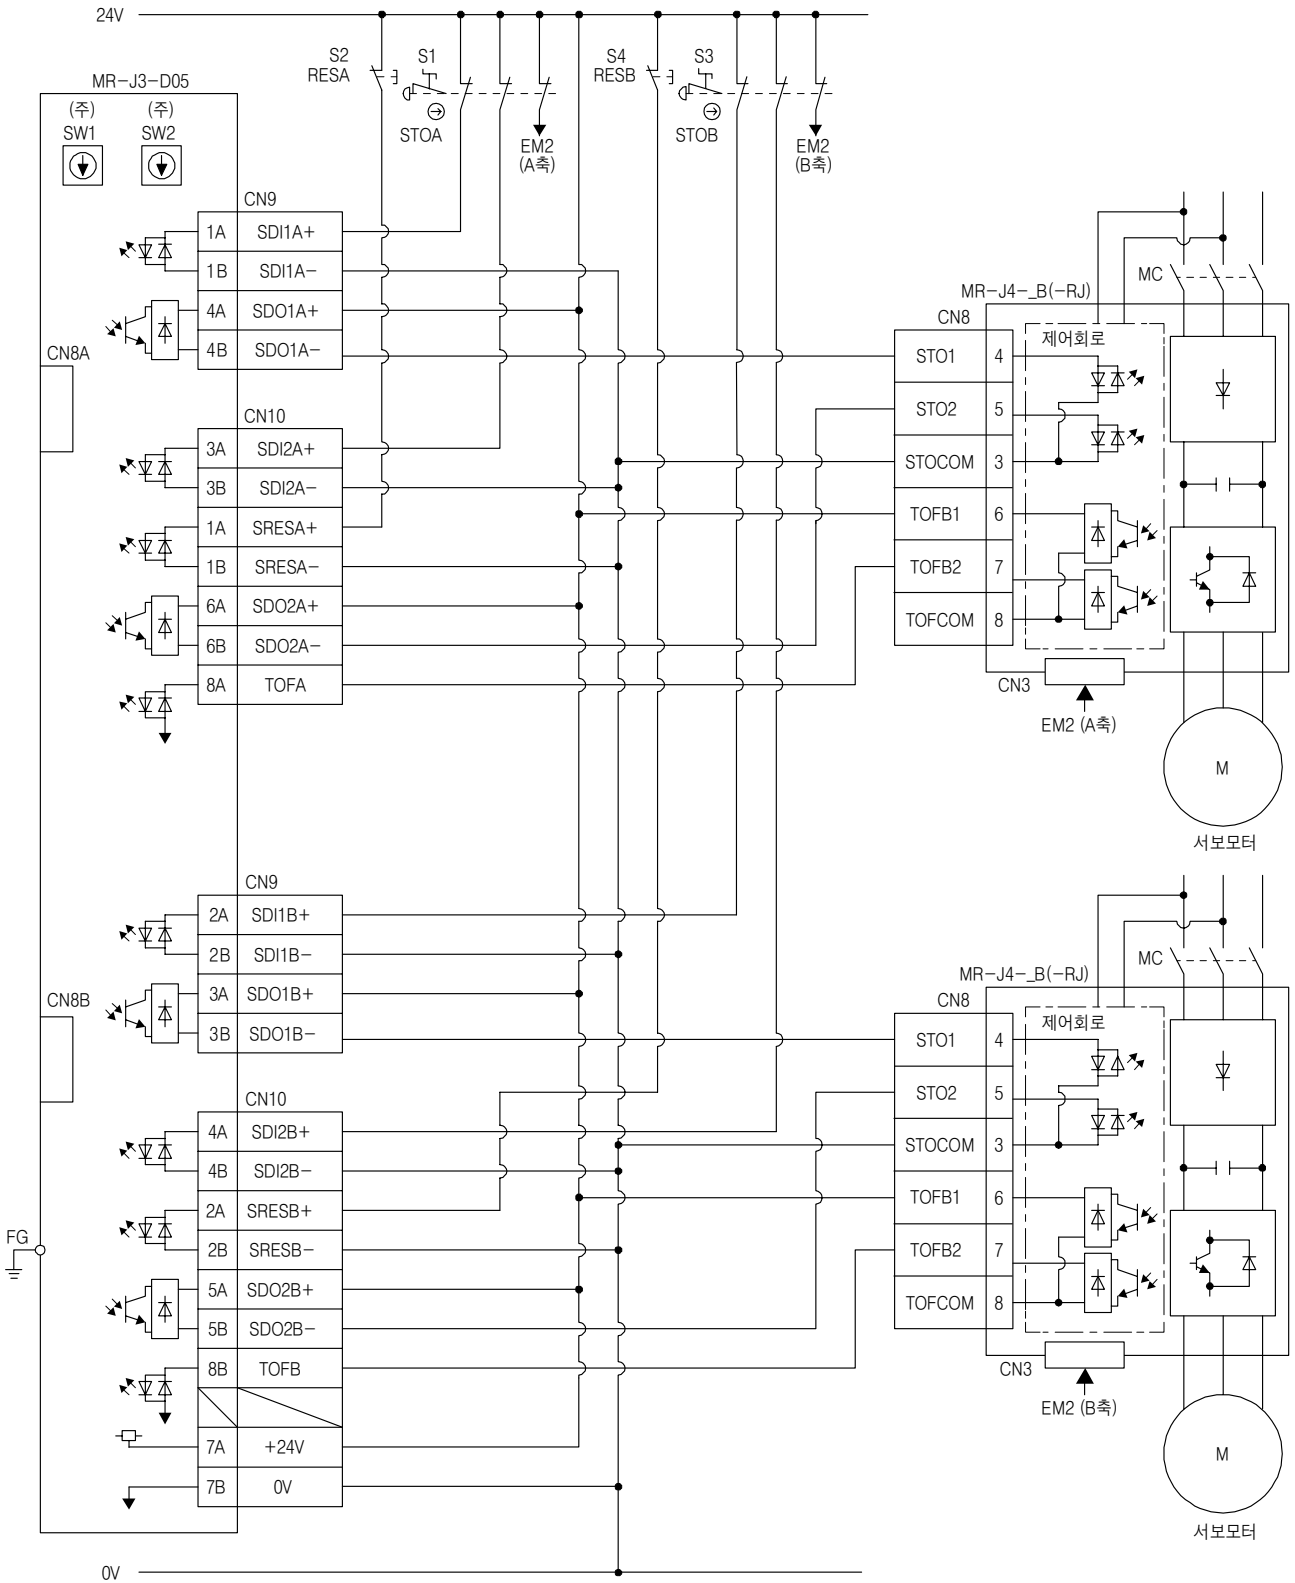 24V
S2
RESA
S1
STOA
EM2
(A축)
S4
RESB
S3
STOB
EM2
(B축)
MR-J3-D05
(주)
SW1
(주)
SW2
CN8A
CN9
1A SDI1A+
1B SDI1A-
4A SDO1A+
4B SDO1A-
CN10
3A SDI2A+
3B SDI2A-
1A SRESA+
1B SRESA-
6A SDO2A+
6B SDO2A-
8A TOFA
MC
MR-J4-_B(-RJ)
CN8
제어회로
STO1 4
STO2 5
STOCOM 3
TOFB1 6
TOFB2 7
TOFCOM 8
CN3
EM2 (A축)
M
서보모터
CN8B
CN9
2A SDI1B+
2B SDI1B-
3A SDO1B+
3B SDO1B-
CN10
4A SDI2B+
4B SDI2B-
2A SRESB+
2B SRESB-
5A SDO2B+
5B SDO2B-
8B TOFB
7A +24V
7B 0V
FG
MC
MR-J4-_B(-RJ)
CN8
제어회로
STO1 4
STO2 5
STOCOM 3
TOFB1 6
TOFB2 7
TOFCOM 8
CN3
EM2 (B축)
M
서보모터
0V